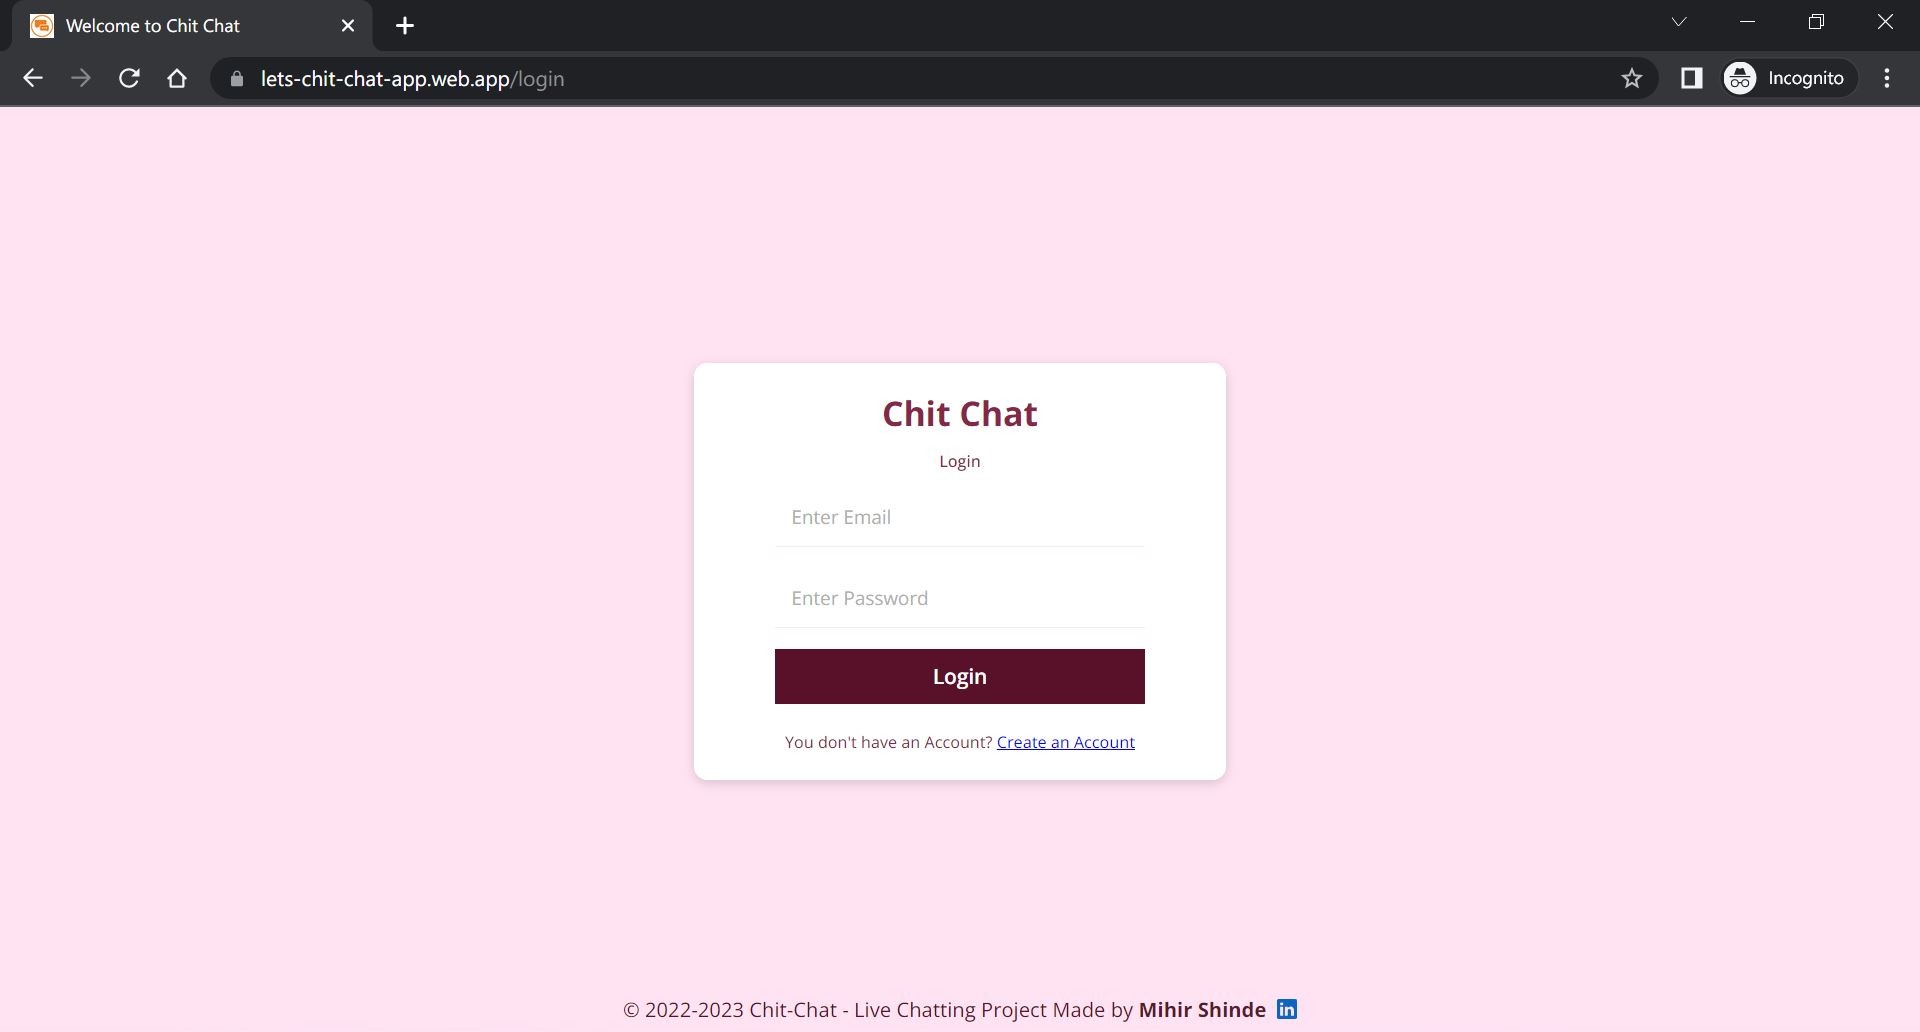 Welcome to Chit Chat
lets-chit-chat-app.web.app/login
Incognito
Chit Chat
Login
Enter Email
Enter Password
Login
You don't have an Account? Create an Account
© 2022-2023 Chit-Chat - Live Chatting Project Made by Mihir Shinde in